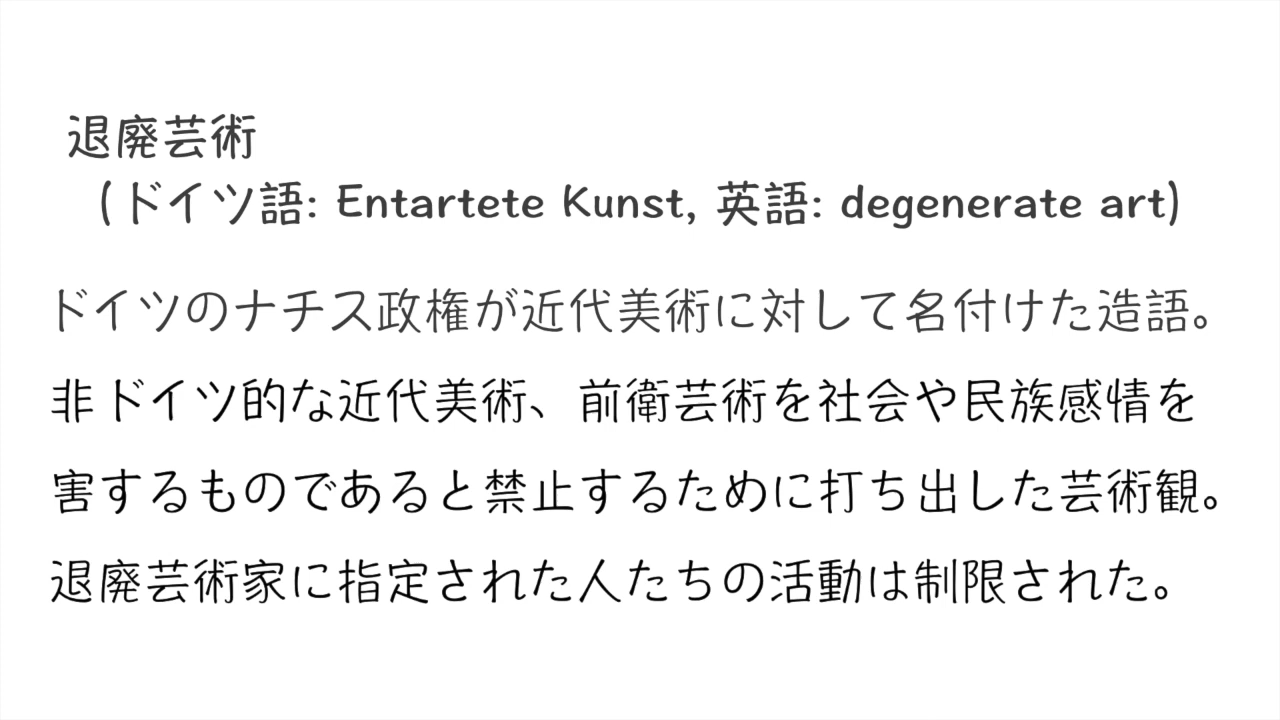 退廃芸術
(ドイツ語: Entartete Kunst, 英語: degenerate art)
ドイツのナチス政権が近代美術に対して名付けた造語。
非ドイツ的な近代美術、前衛芸術を社会や民族感情を
害するものであると禁止するために打ち出した芸術観。
退廃芸術家に指定された人たちの活動は制限された。